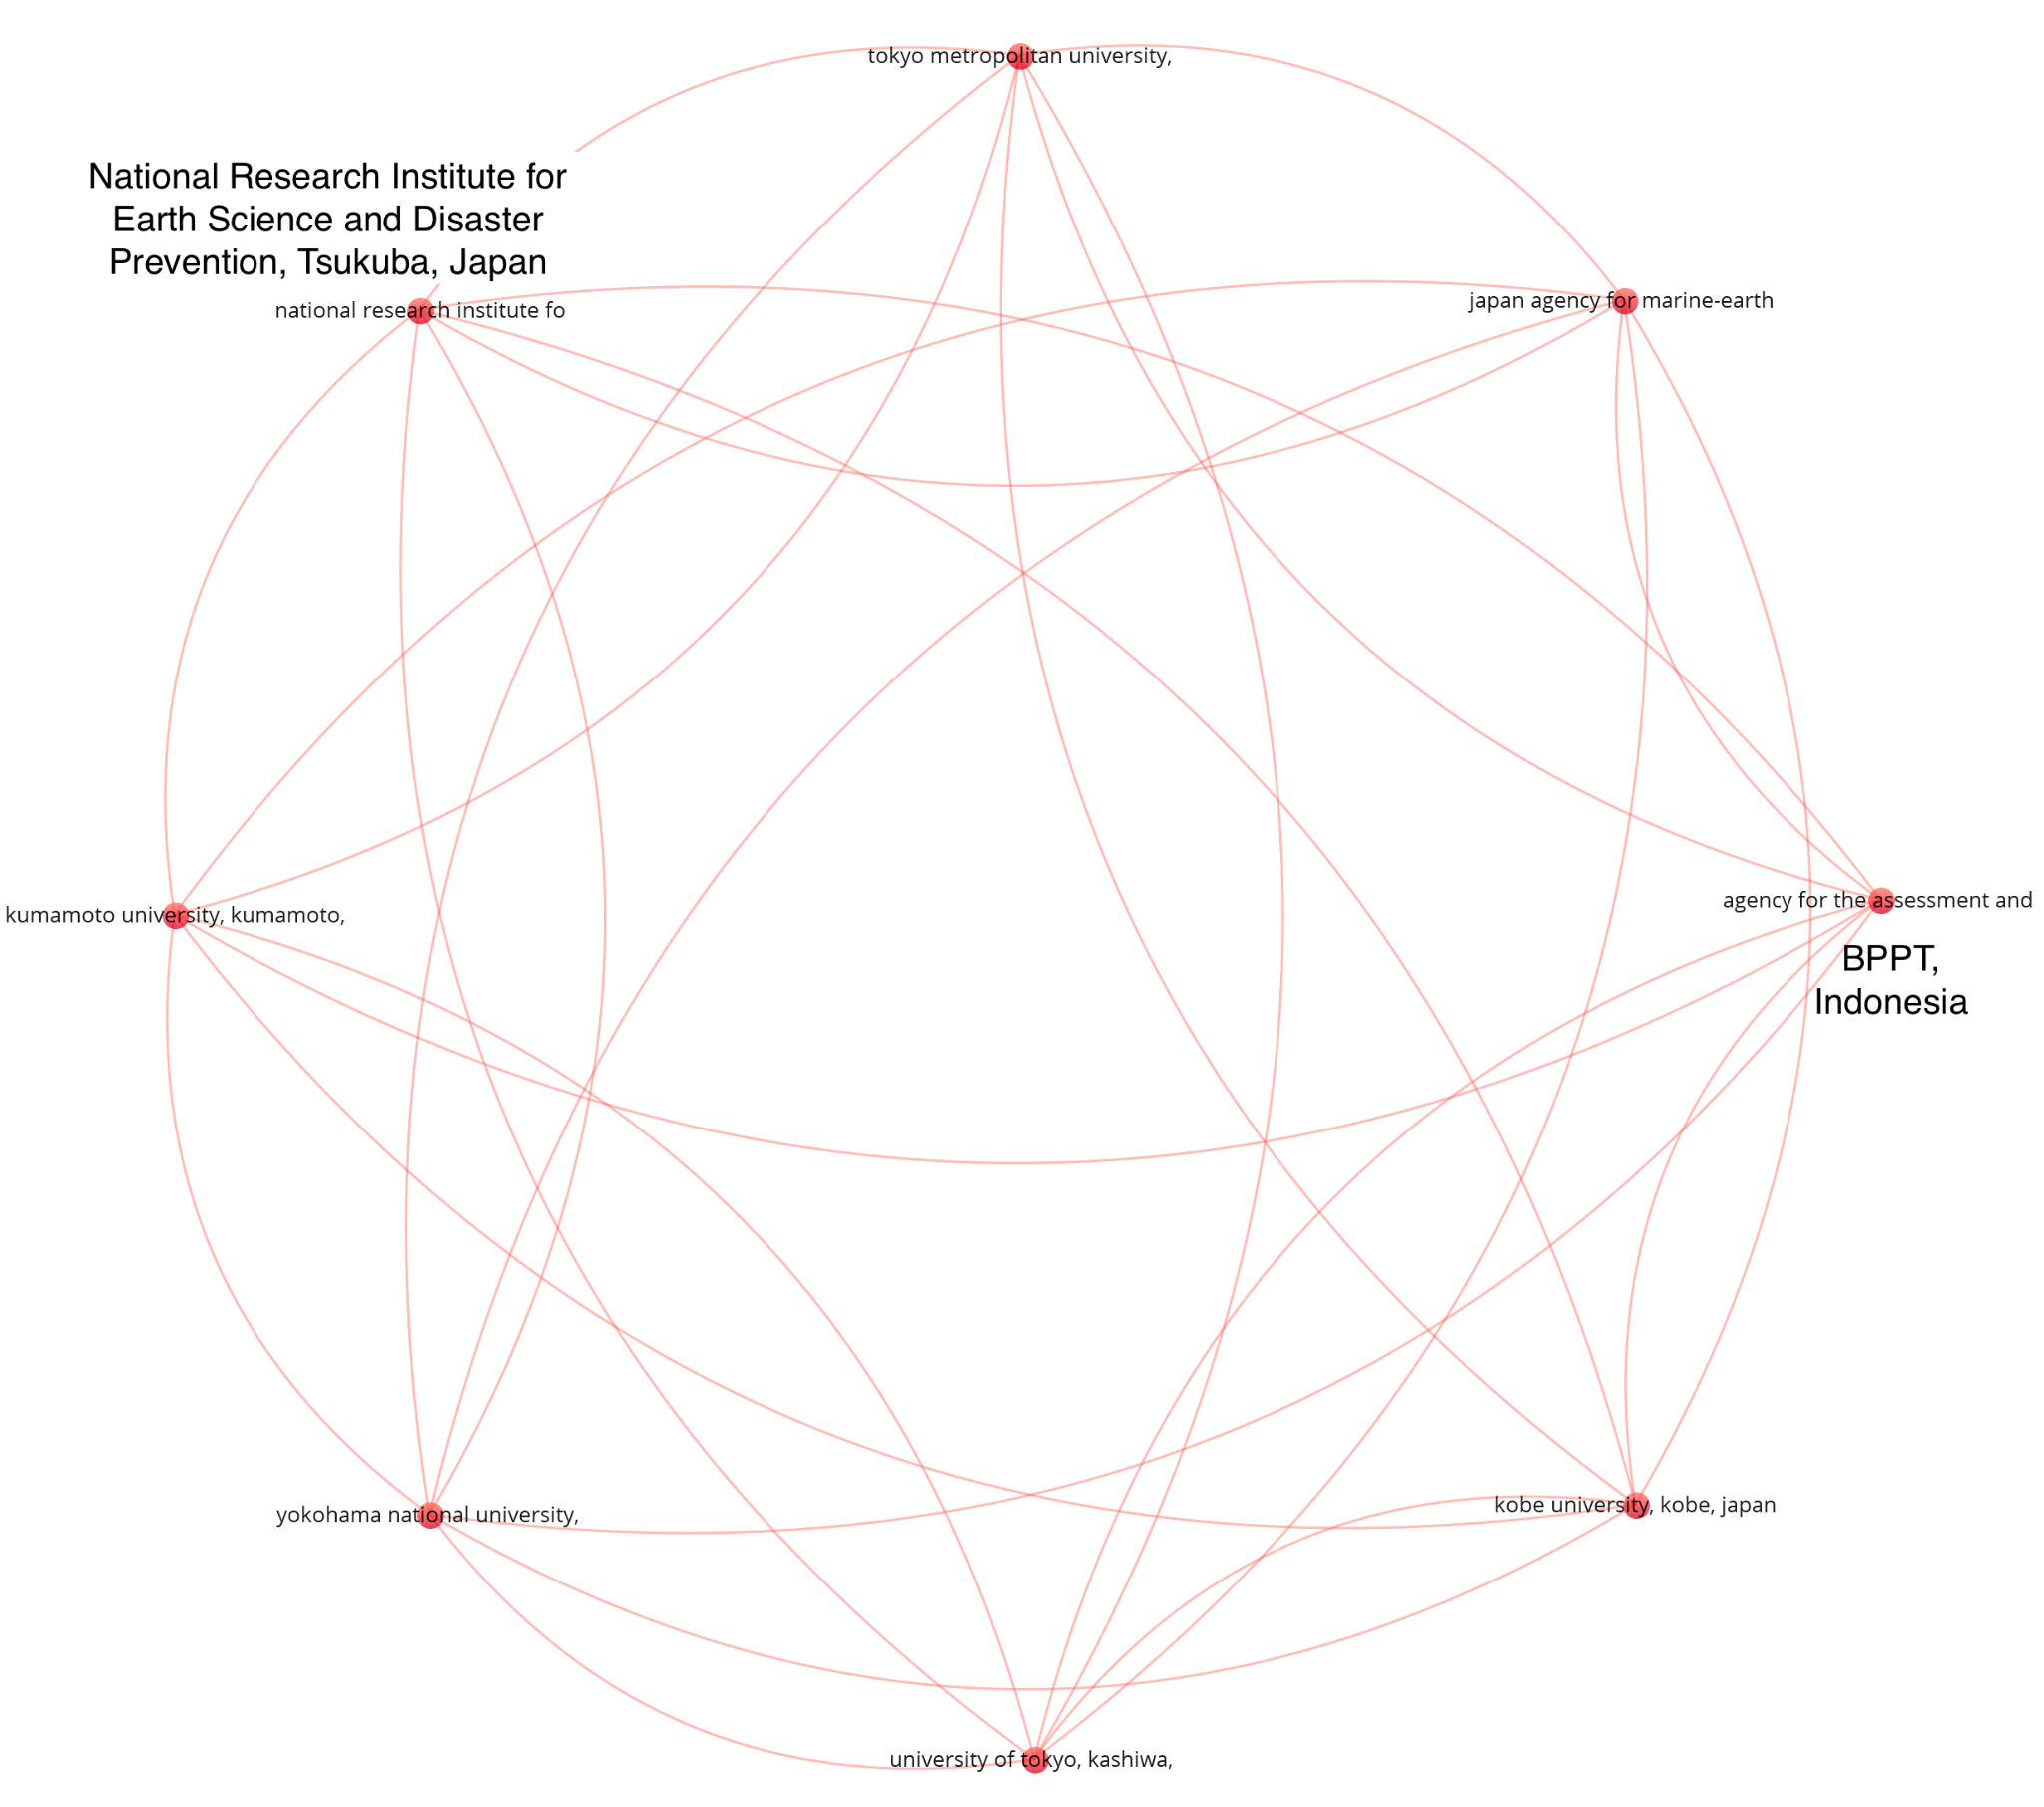 tokyo metropolitan university,
National Research Institute for
Earth Science and Disaster
Prevention, Tsukuba, Japan
national research institute fo
japan agency for marine-earth
agency for the assessment and
kumamoto university, kumamoto,
BPPT,
Indonesia
kobe university, kobe, japan
yokohama national university,
university of tokyo, kashiwa,